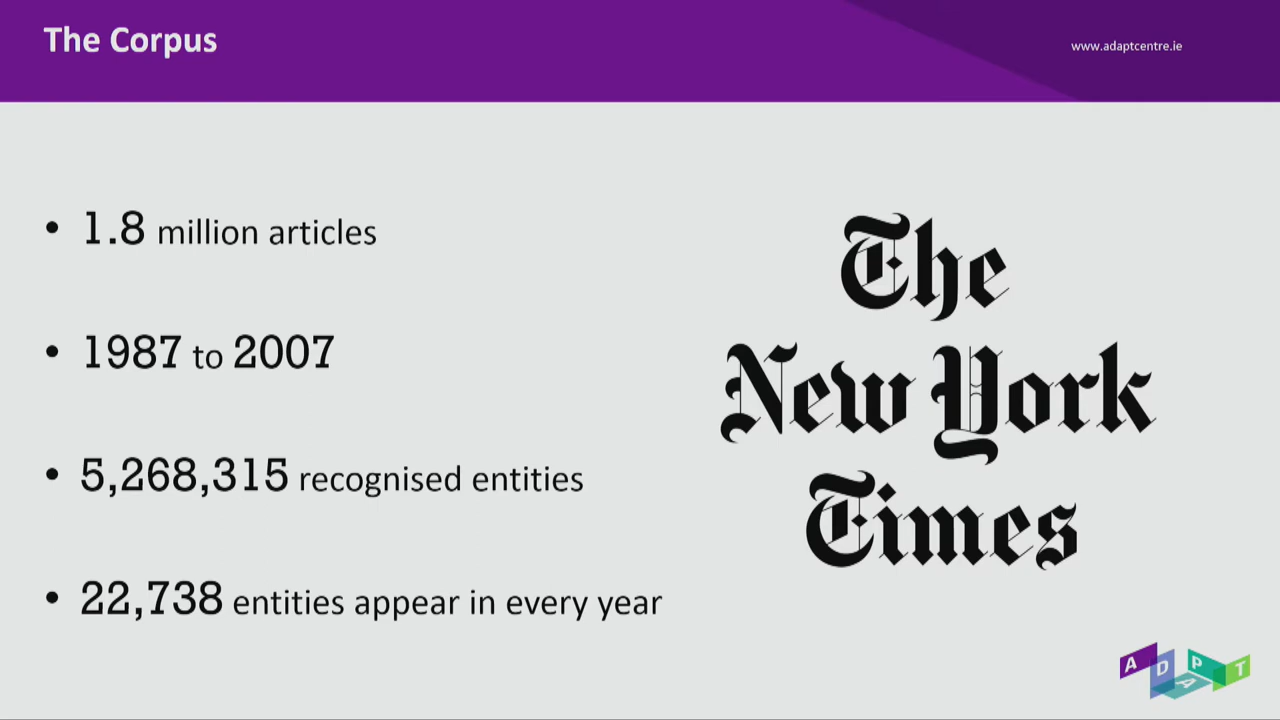 The Corpus
www.adaptcentre.ie
• 1.8 million articles
• 1987 to 2007
• 5,268,315 recognised entities
• 22,738 entities appear in every year
The
New York
Times
ADAPT